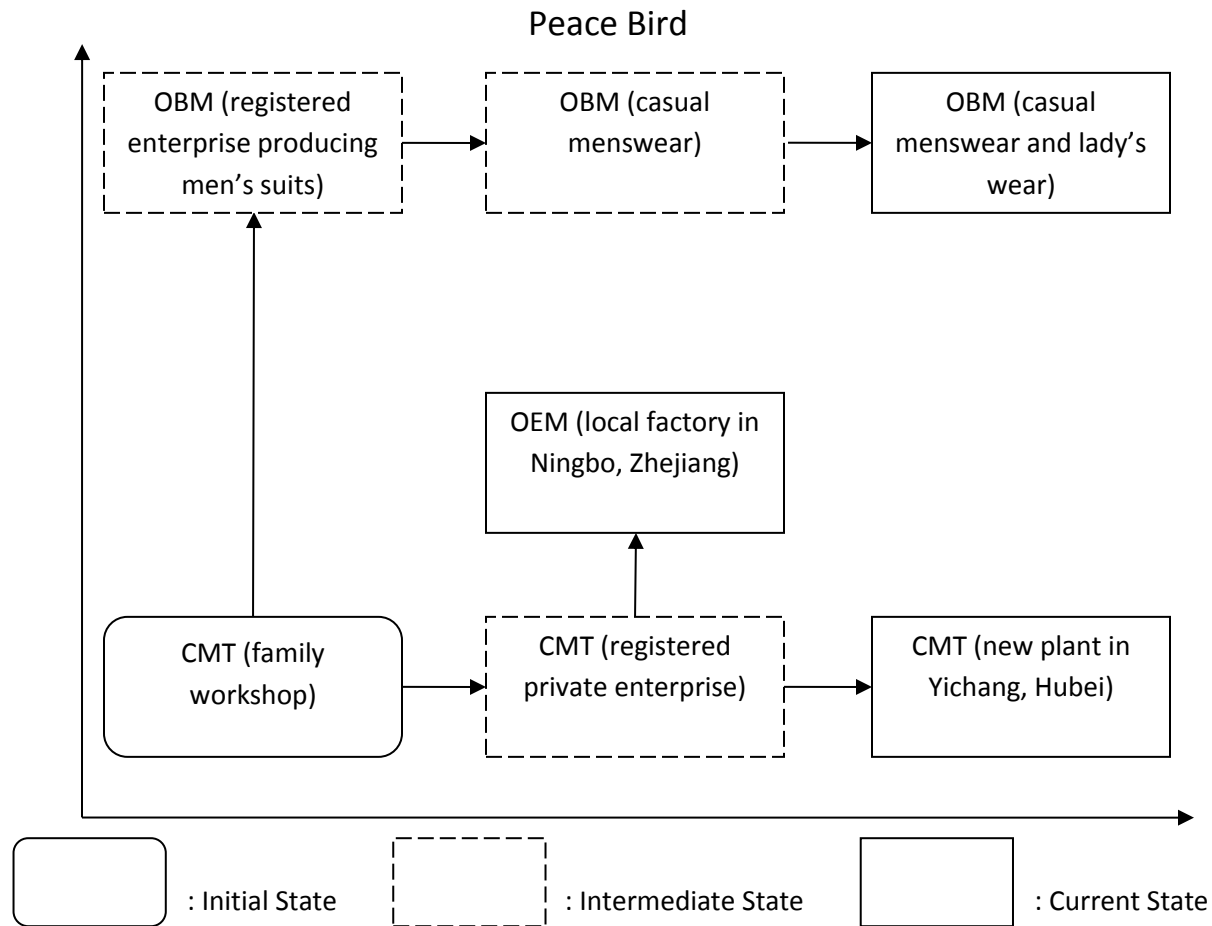 Peace Bird
OBM (registered
enterprise producing
men’s suits)
OBM (casual
menswear)
OBM (casual
menswear and lady’s
wear)
OEM (local factory in
Ningbo, Zhejiang)
CMT (family
workshop)
CMT (registered
private enterprise)
CMT (new plant in
Yichang, Hubei)
: Initial State
: Intermediate State
: Current State